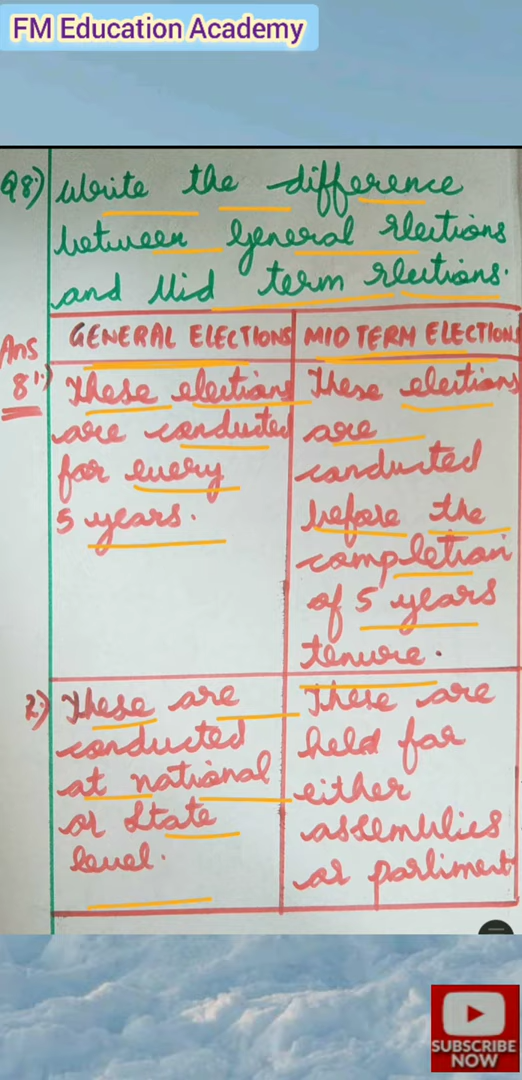 FM Education Academy
Q8:) Write the difference
between General Elections
and Mid term Elections.
Ans
8
GENERAL ELECTIONS
MID TERM ELECTIONS
1:) These elections
are conducted
for every
5 years.
These elections
are
conducted
before the
completion
of 5 years
tenure.
2:) These are
conducted
at national
or State
level.
These are
held for
either
assemblies
or parliment
SUBSCRIBE
NOW